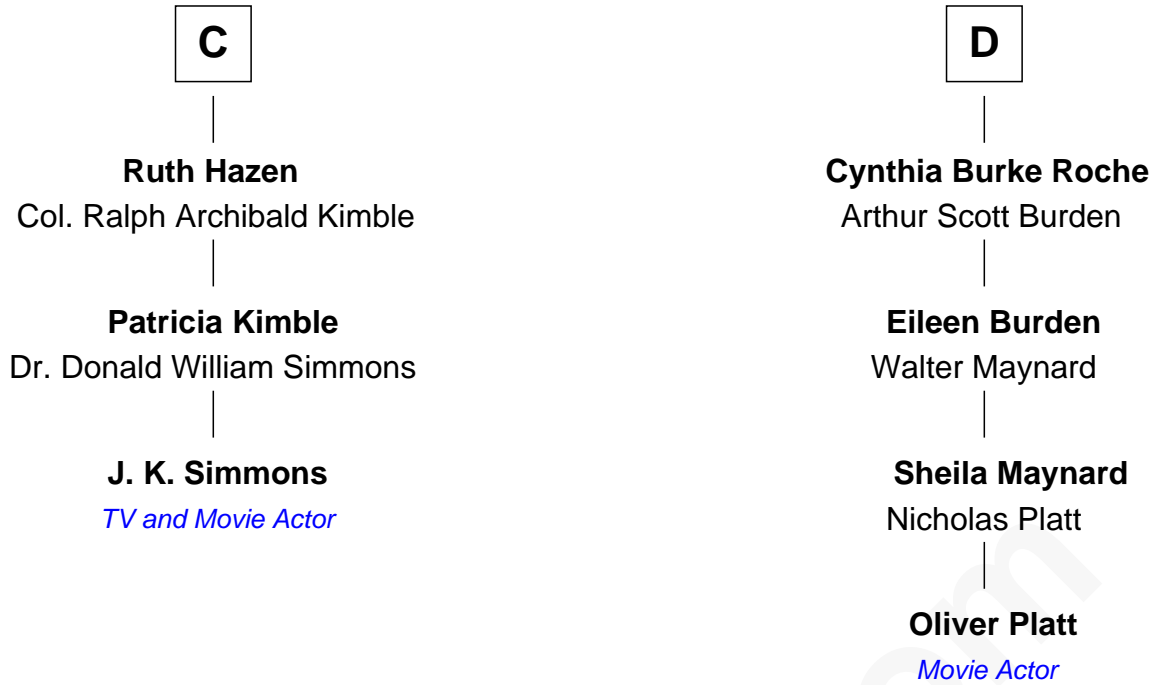 C
Ruth Hazen
Col. Ralph Archibald Kimble
Patricia Kimble
Dr. Donald William Simmons
J. K. Simmons
TV and Movie Actor
D
Cynthia Burke Roche
Arthur Scott Burden
Eileen Burden
Walter Maynard
Sheila Maynard
Nicholas Platt
Oliver Platt
Movie Actor
om